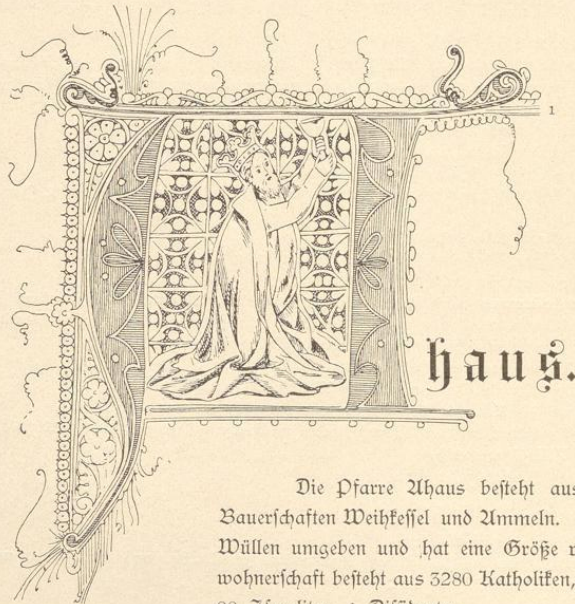 1
Ahaus.
Die Pfarre Ahaus besteht aus
Bauerschaften Weihkessel und Ammeln.
Wüllen umgeben und hat eine Größe
wohnerschaft besteht aus 3280 Katholiken,